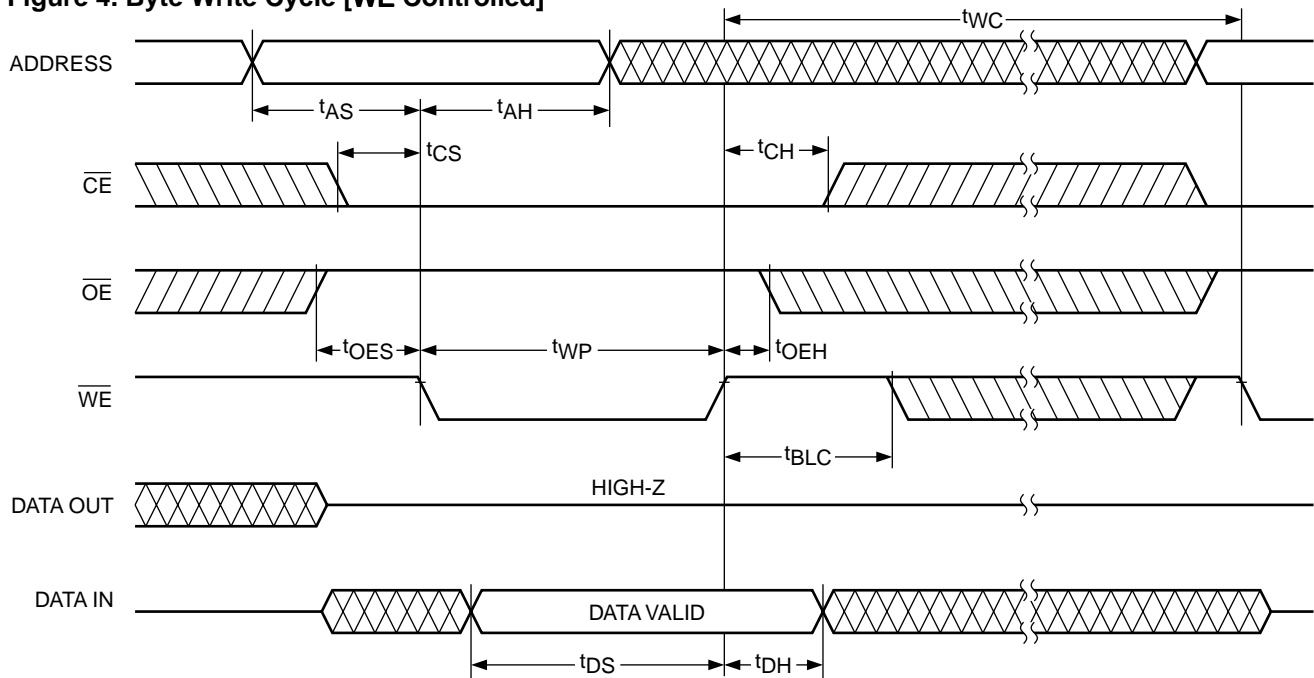 Figure 4. Byte Write Cycle [WE Controlled]
tWC
ADDRESS
tAS
tAH
tCS
tCH
CE
OE
tOES
tWP
tOEH
WE
tBLC
HIGH-Z
DATA OUT
DATA IN
DATA VALID
tDS
tDH